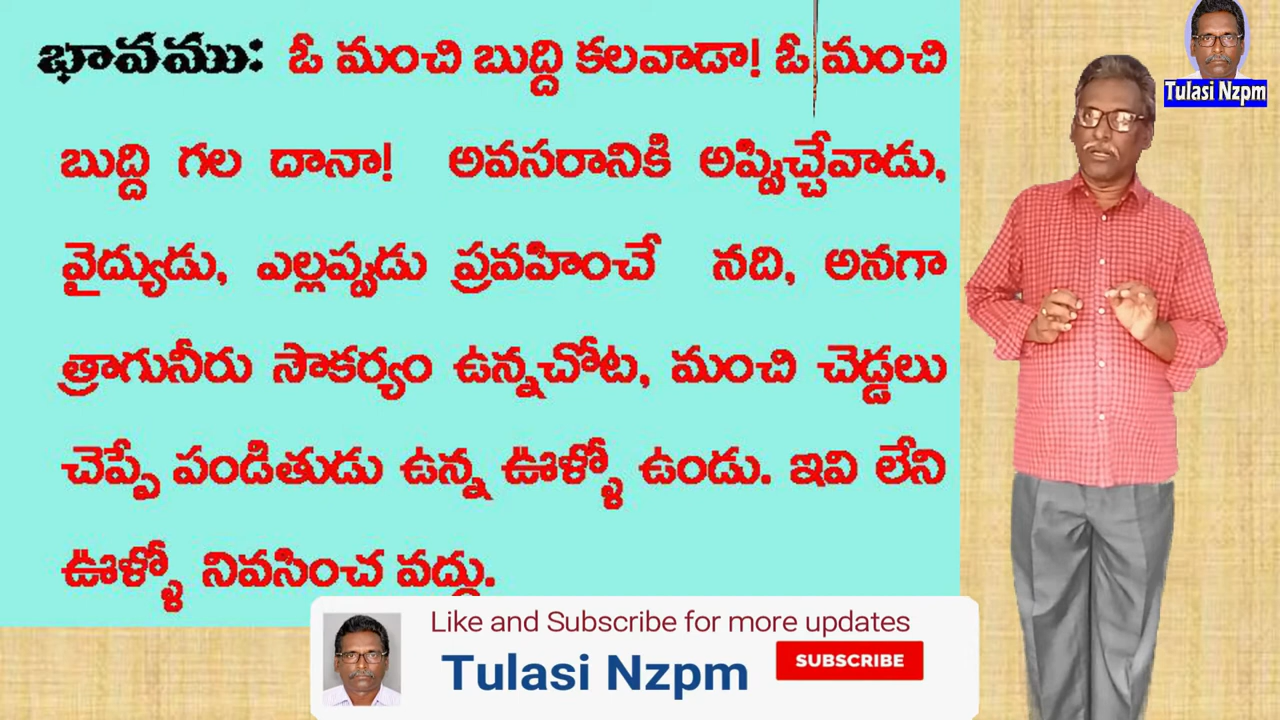 భావము: ఓ మంచి బుద్ది కలవాడా! ఓ మంచి
బుద్ది గల దానా! అవసరానికి అప్పిచ్చేవాడు,
వైద్యుడు, ఎల్లప్పుడు ప్రవహించే నది, అనగా
త్రాగునీరు సౌకర్యం ఉన్నచోట, మంచి చెడ్డలు
చెప్పే పండితుడు ఉన్న ఊళ్ళో ఉండు. ఇవి లేని
ఊళ్ళో నివసించ వద్దు.
Tulasi Nzpm
Like and Subscribe for more updates
Tulasi Nzpm
SUBSCRIBE